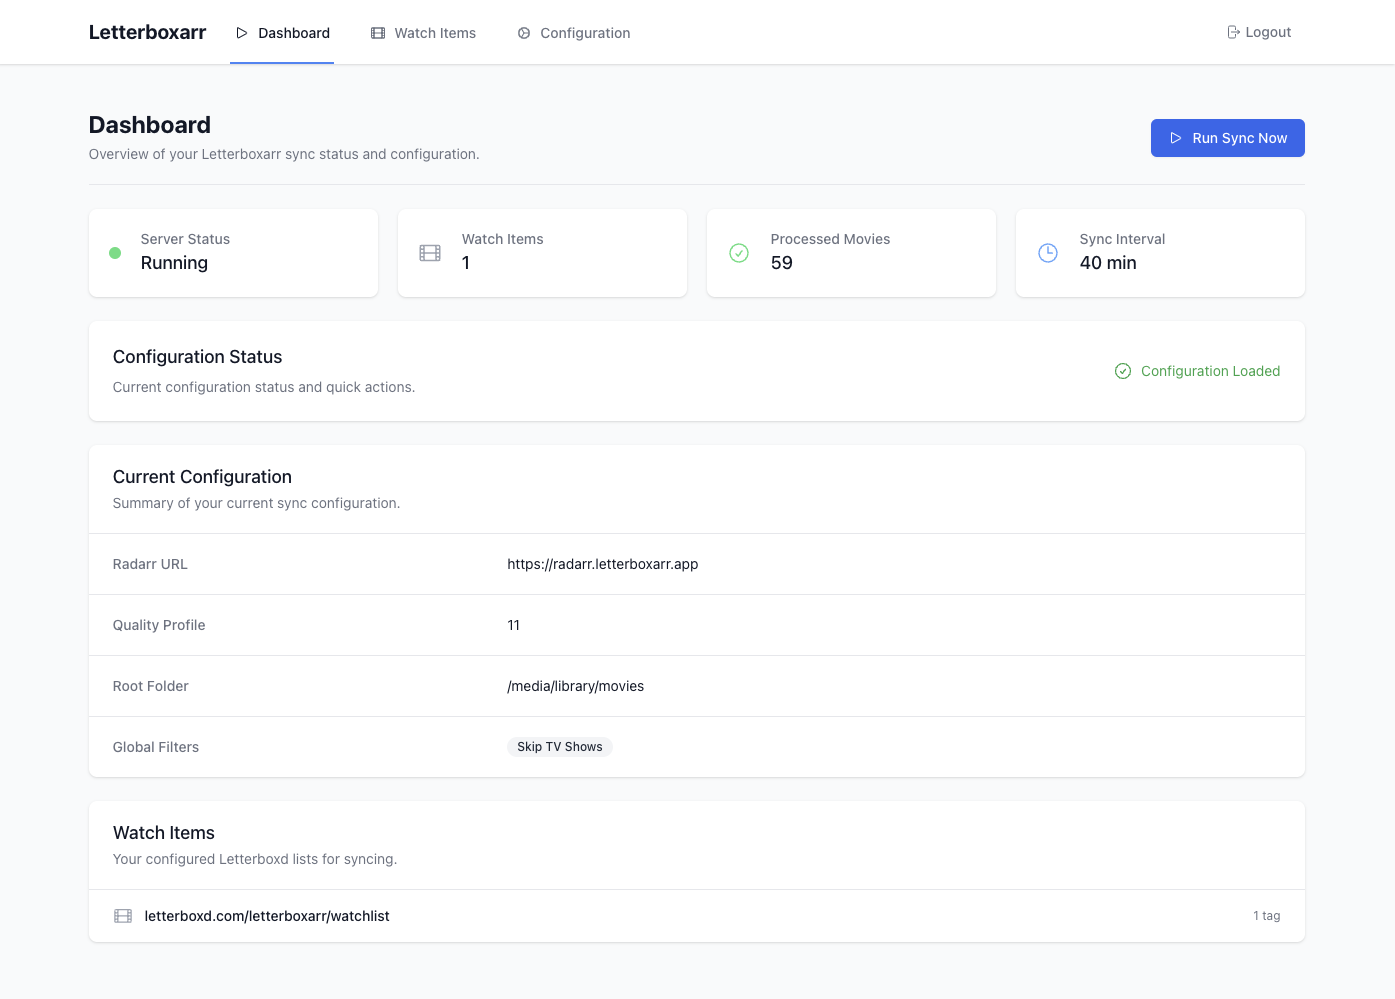 Letterboxarr
Dashboard
Watch Items
Configuration
Logout
Dashboard
Overview of your Letterboxarr sync status and configuration.
Run Sync Now
Server Status
Running
Watch Items
1
Processed Movies
59
Sync Interval
40 min
Configuration Status
Current configuration status and quick actions.
Configuration Loaded
Current Configuration
Summary of your current sync configuration.
Radarr URL
https://radarr.letterboxarr.app
Quality Profile
11
Root Folder
/media/library/movies
Global Filters
Skip TV Shows
Watch Items
Your configured Letterboxd lists for syncing.
letterboxd.com/letterboxarr/watchlist
1 tag